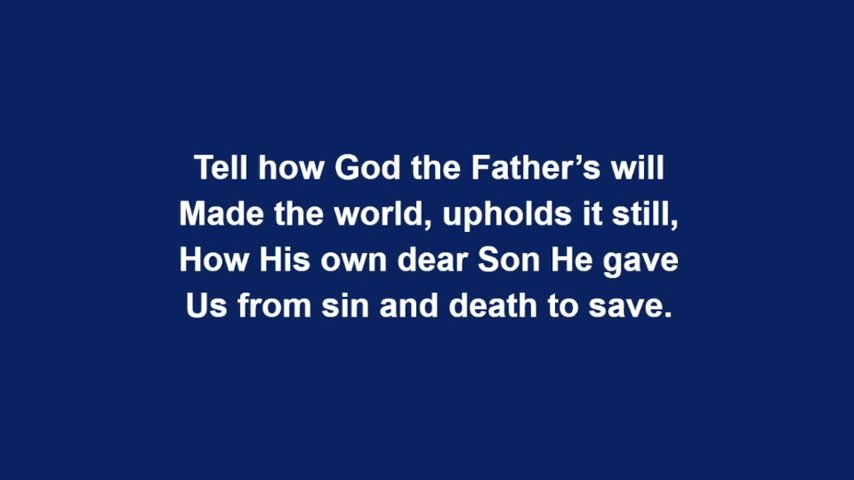 Tell how God the Father’s will
Made the world, upholds it still,
How His own dear Son He gave
Us from sin and death to save.